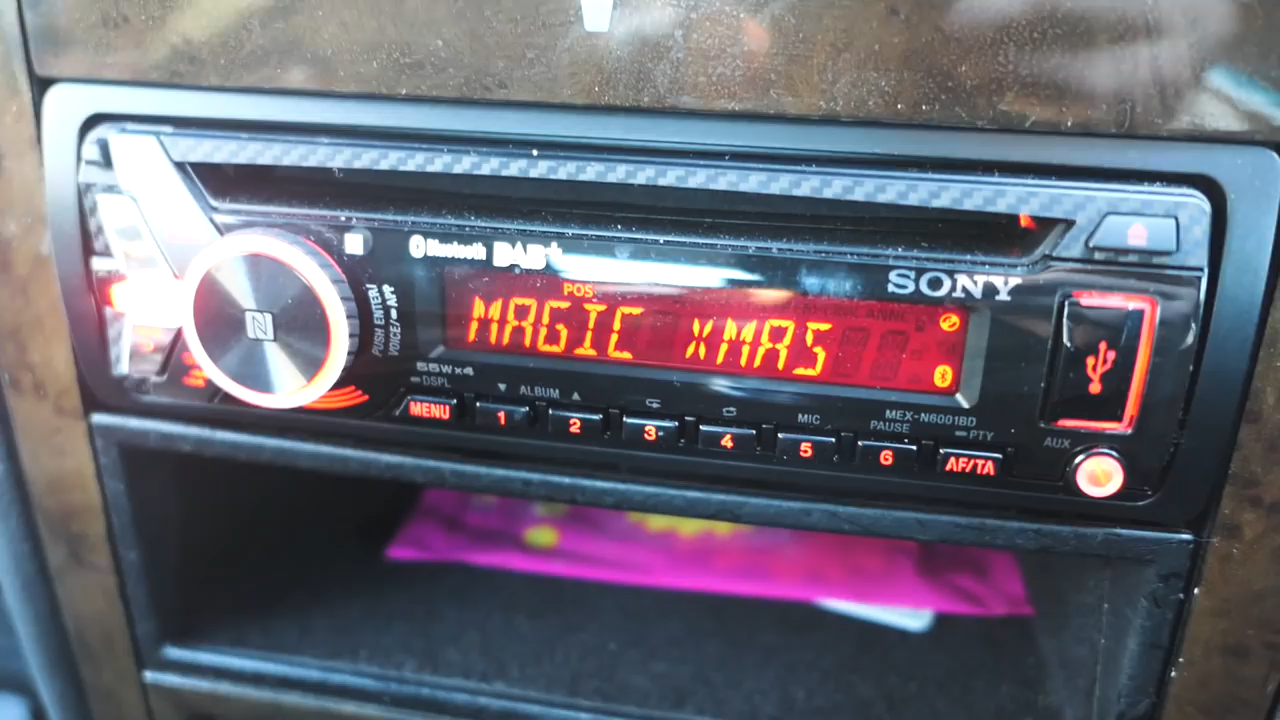 Bluetooth DAB+
SONY
PUSH ENTER/
VOICE/ APP
POS
MAGIC XMAS
55W×4
DSPL
ALBUM
MIC
MEX-N6001BD
PAUSE
PTY
MENU 1 2 3 4 5 6 AF/TA
AUX